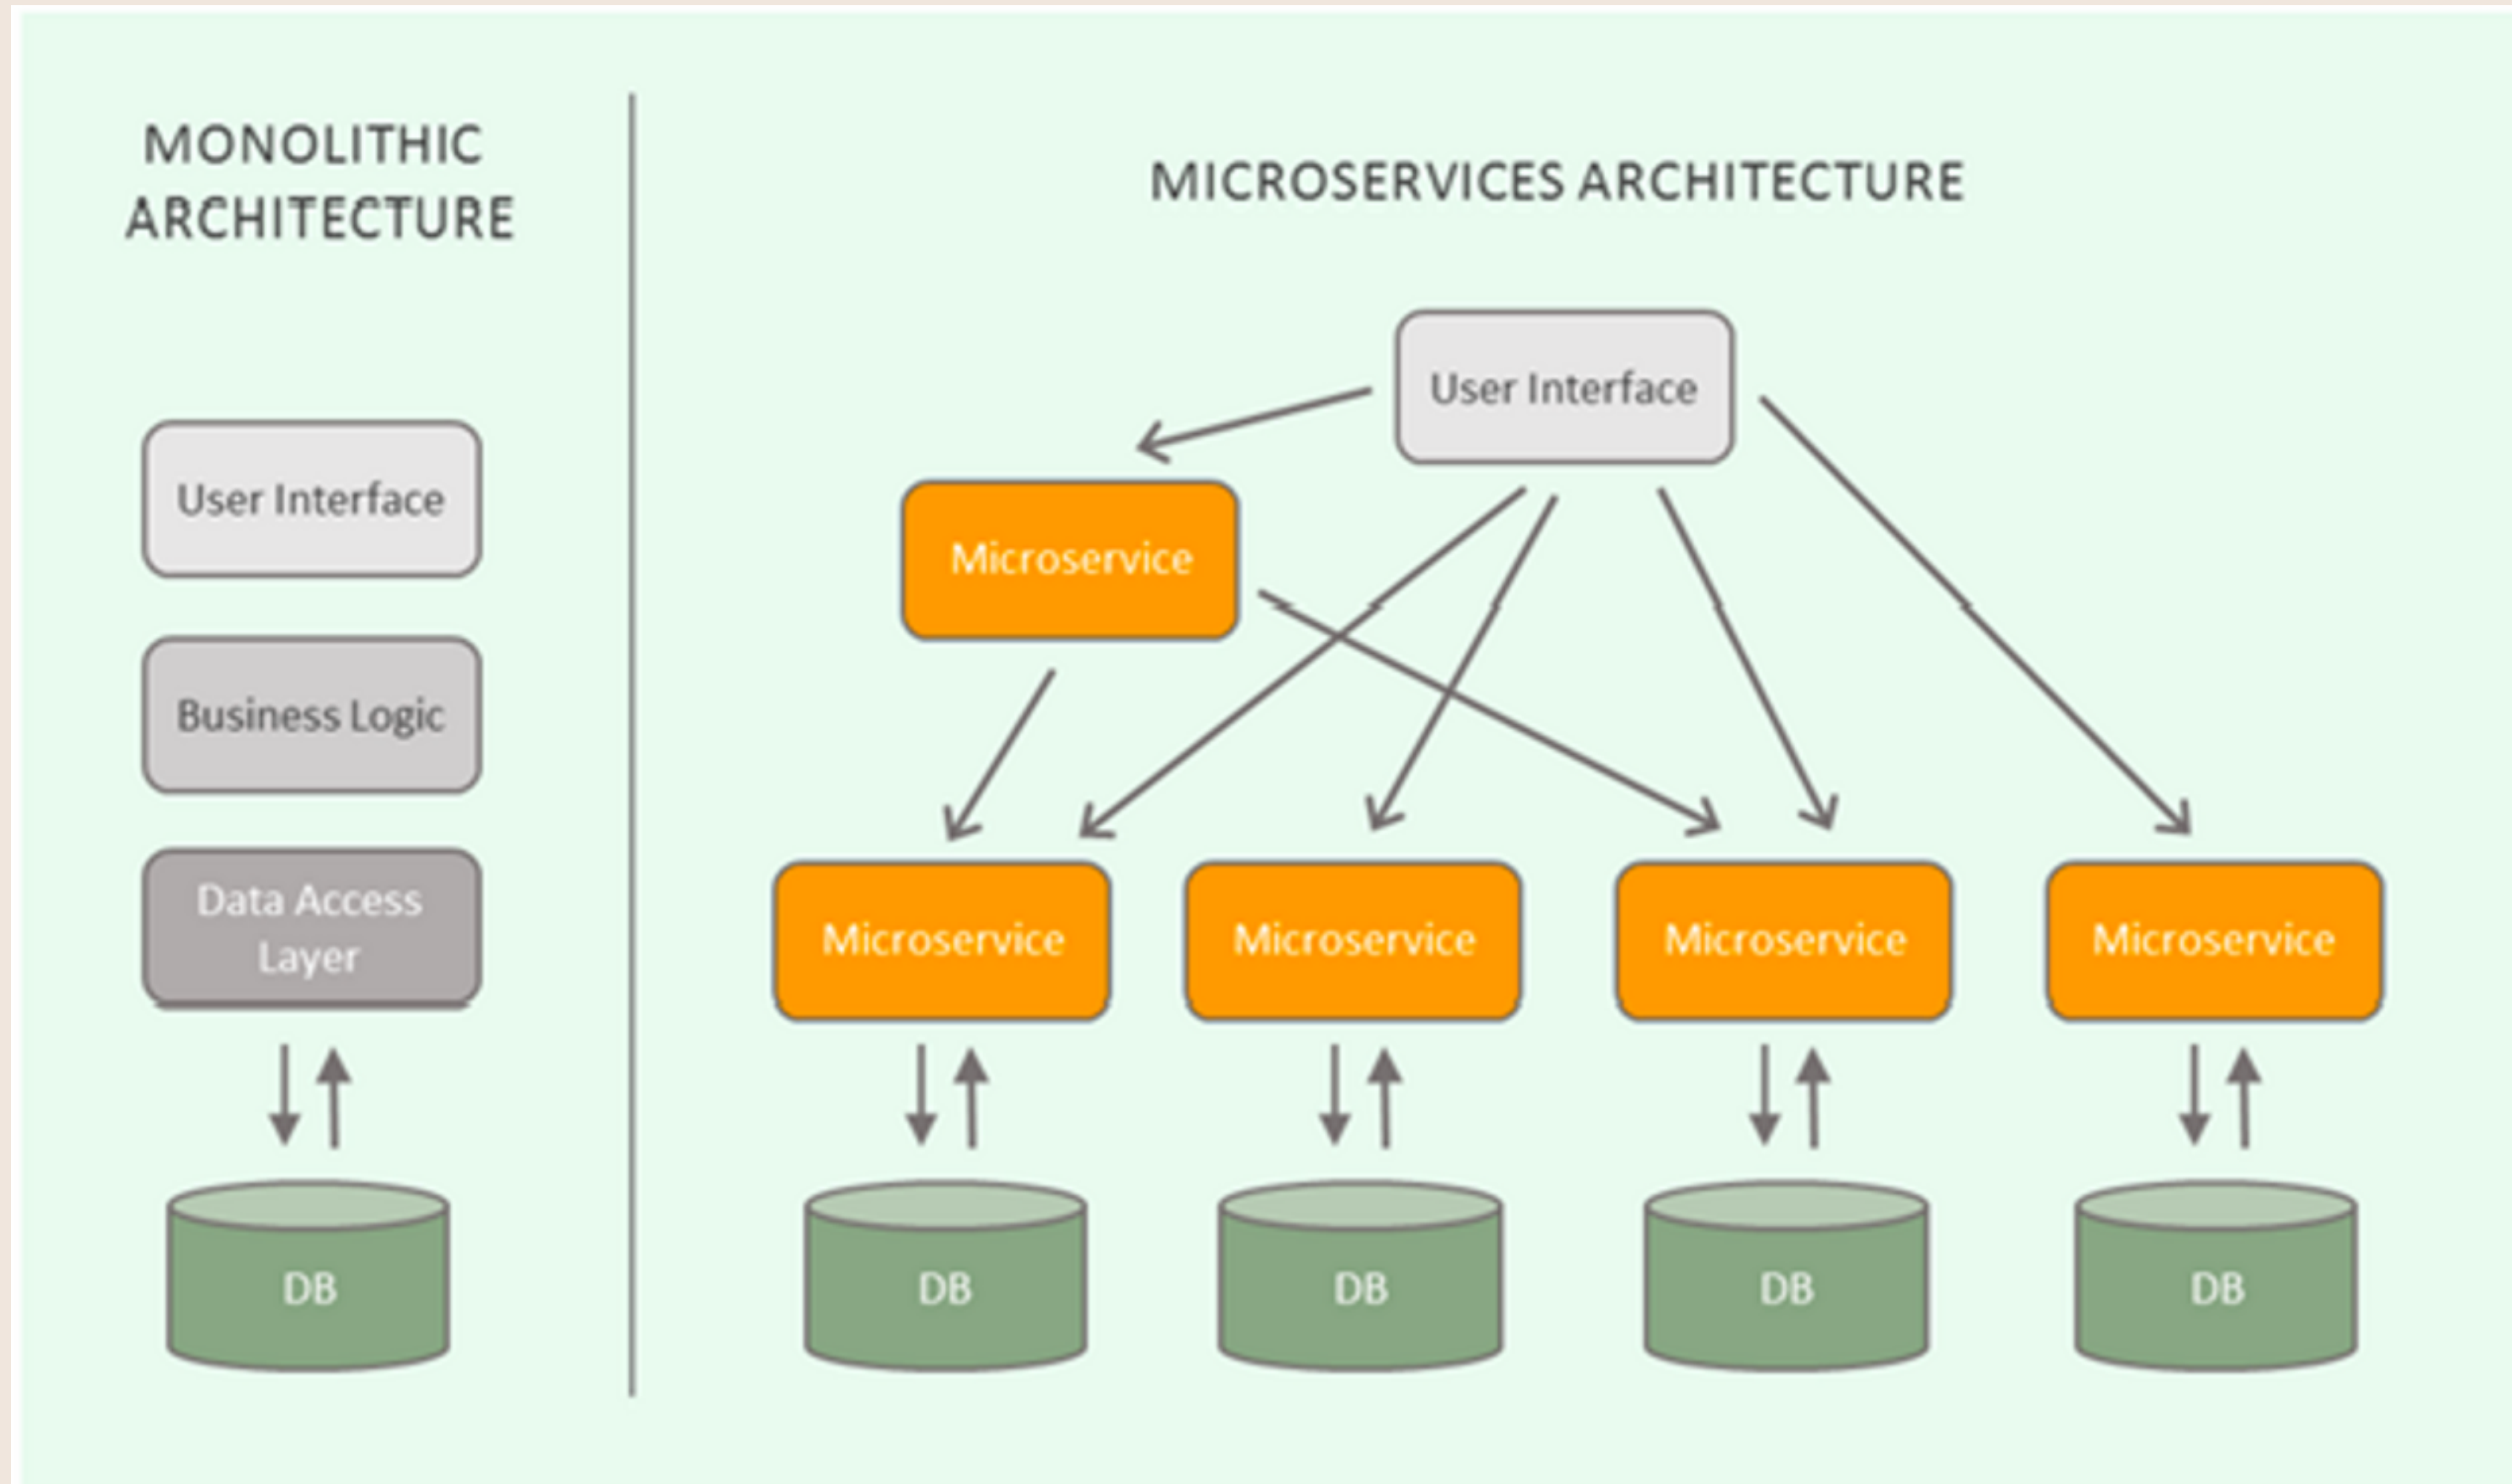 MONOLITHIC
ARCHITECTURE
User Interface
Business Logic
Data Access
Layer
DB
MICROSERVICES ARCHITECTURE
User Interface
Microservice
Microservice
Microservice
Microservice
Microservice
DB
DB
DB
DB